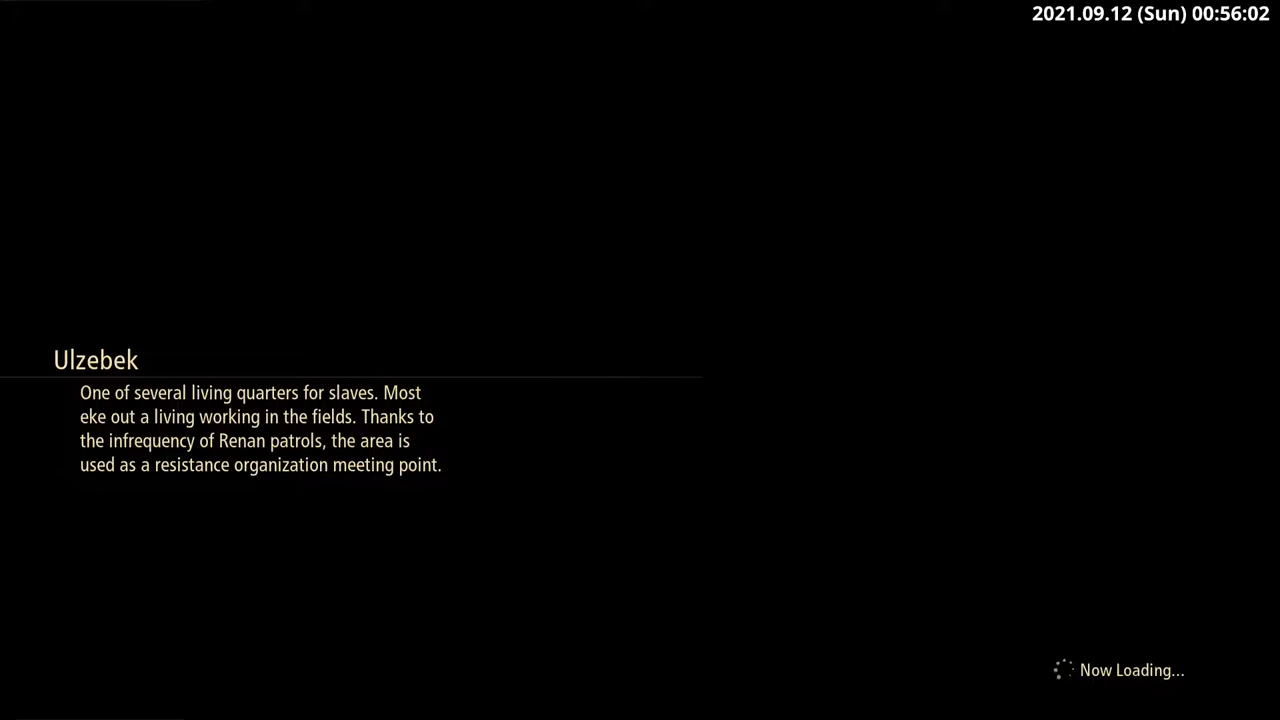 2021.09.12 (Sun) 00:56:02
Ulzebek
One of several living quarters for slaves. Most
eke out a living working in the fields. Thanks to
the infrequency of Renan patrols, the area is
used as a resistance organization meeting point.
Now Loading...